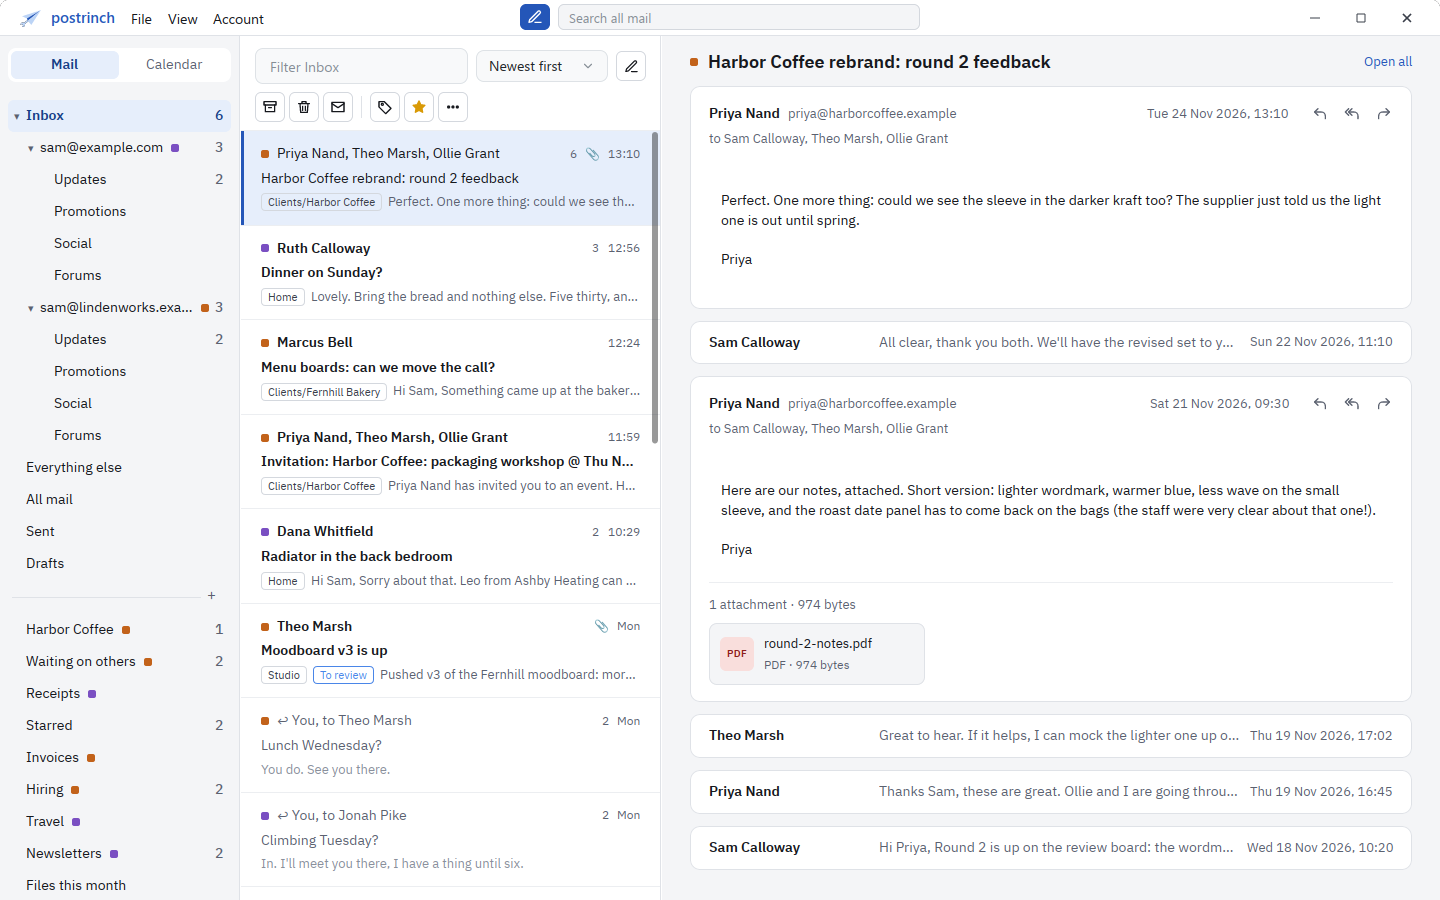 postrinch File View Account
Search all mail
Mail Calendar
Inbox 6
sam@example.com 3
Updates 2
Promotions
Social
Forums
sam@lindenworks.exa... 3
Updates 2
Promotions
Social
Forums
Everything else
All mail
Sent
Drafts
+
Harbor Coffee 1
Waiting on others 2
Receipts
Starred 2
Invoices
Hiring 2
Travel
Newsletters 2
Files this month
Filter Inbox
Newest first
Priya Nand, Theo Marsh, Ollie Grant 6 13:10
Harbor Coffee rebrand: round 2 feedback
Clients/Harbor Coffee Perfect. One more thing: could we see th...
Ruth Calloway 3 12:56
Dinner on Sunday?
Home Lovely. Bring the bread and nothing else. Five thirty, an...
Marcus Bell 12:24
Menu boards: can we move the call?
Clients/Fernhill Bakery Hi Sam, Something came up at the baker...
Priya Nand, Theo Marsh, Ollie Grant 11:59
Invitation: Harbor Coffee: packaging workshop @ Thu N...
Clients/Harbor Coffee Priya Nand has invited you to an event. H...
Dana Whitfield 2 10:29
Radiator in the back bedroom
Home Hi Sam, Sorry about that. Leo from Ashby Heating can ...
Theo Marsh Mon
Moodboard v3 is up
Studio To review Pushed v3 of the Fernhill moodboard: mor...
You, to Theo Marsh 2 Mon
Lunch Wednesday?
You do. See you there.
You, to Jonah Pike 2 Mon
Climbing Tuesday?
In. I'll meet you there, I have a thing until six.
Harbor Coffee rebrand: round 2 feedback Open all
Priya Nand priya@harborcoffee.example Tue 24 Nov 2026, 13:10
to Sam Calloway, Theo Marsh, Ollie Grant
Perfect. One more thing: could we see the sleeve in the darker kraft too? The supplier just told us the light
one is out until spring.
Priya
Sam Calloway All clear, thank you both. We'll have the revised set to y... Sun 22 Nov 2026, 11:10
Priya Nand priya@harborcoffee.example Sat 21 Nov 2026, 09:30
to Sam Calloway, Theo Marsh, Ollie Grant
Here are our notes, attached. Short version: lighter wordmark, warmer blue, less wave on the small
sleeve, and the roast date panel has to come back on the bags (the staff were very clear about that one!).
Priya
1 attachment · 974 bytes
PDF round-2-notes.pdf
PDF · 974 bytes
Theo Marsh Great to hear. If it helps, I can mock the lighter one up o... Thu 19 Nov 2026, 17:02
Priya Nand Thanks Sam, these are great. Ollie and I are going throu... Thu 19 Nov 2026, 16:45
Sam Calloway Hi Priya, Round 2 is up on the review board: the wordm... Wed 18 Nov 2026, 10:20